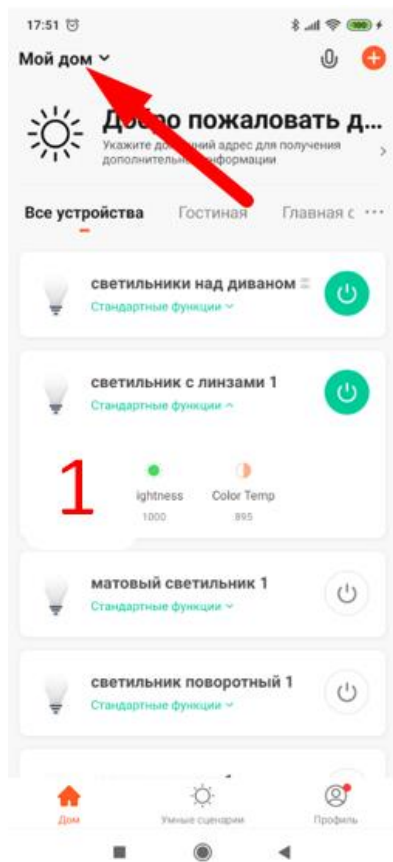 17:51
Мой дом
Добро пожаловать д...
Укажите домашний адрес для получения
дополнительной информации
Все устройства Гостиная Главная с ...
светильники над диваном =
Стандартные функции
светильник с линзами 1
Стандартные функции
1
ightness Color Temp
1000 895
матовый светильник 1
Стандартные функции
светильник поворотный 1
Стандартные функции
Дом Умные сценарии Профиль